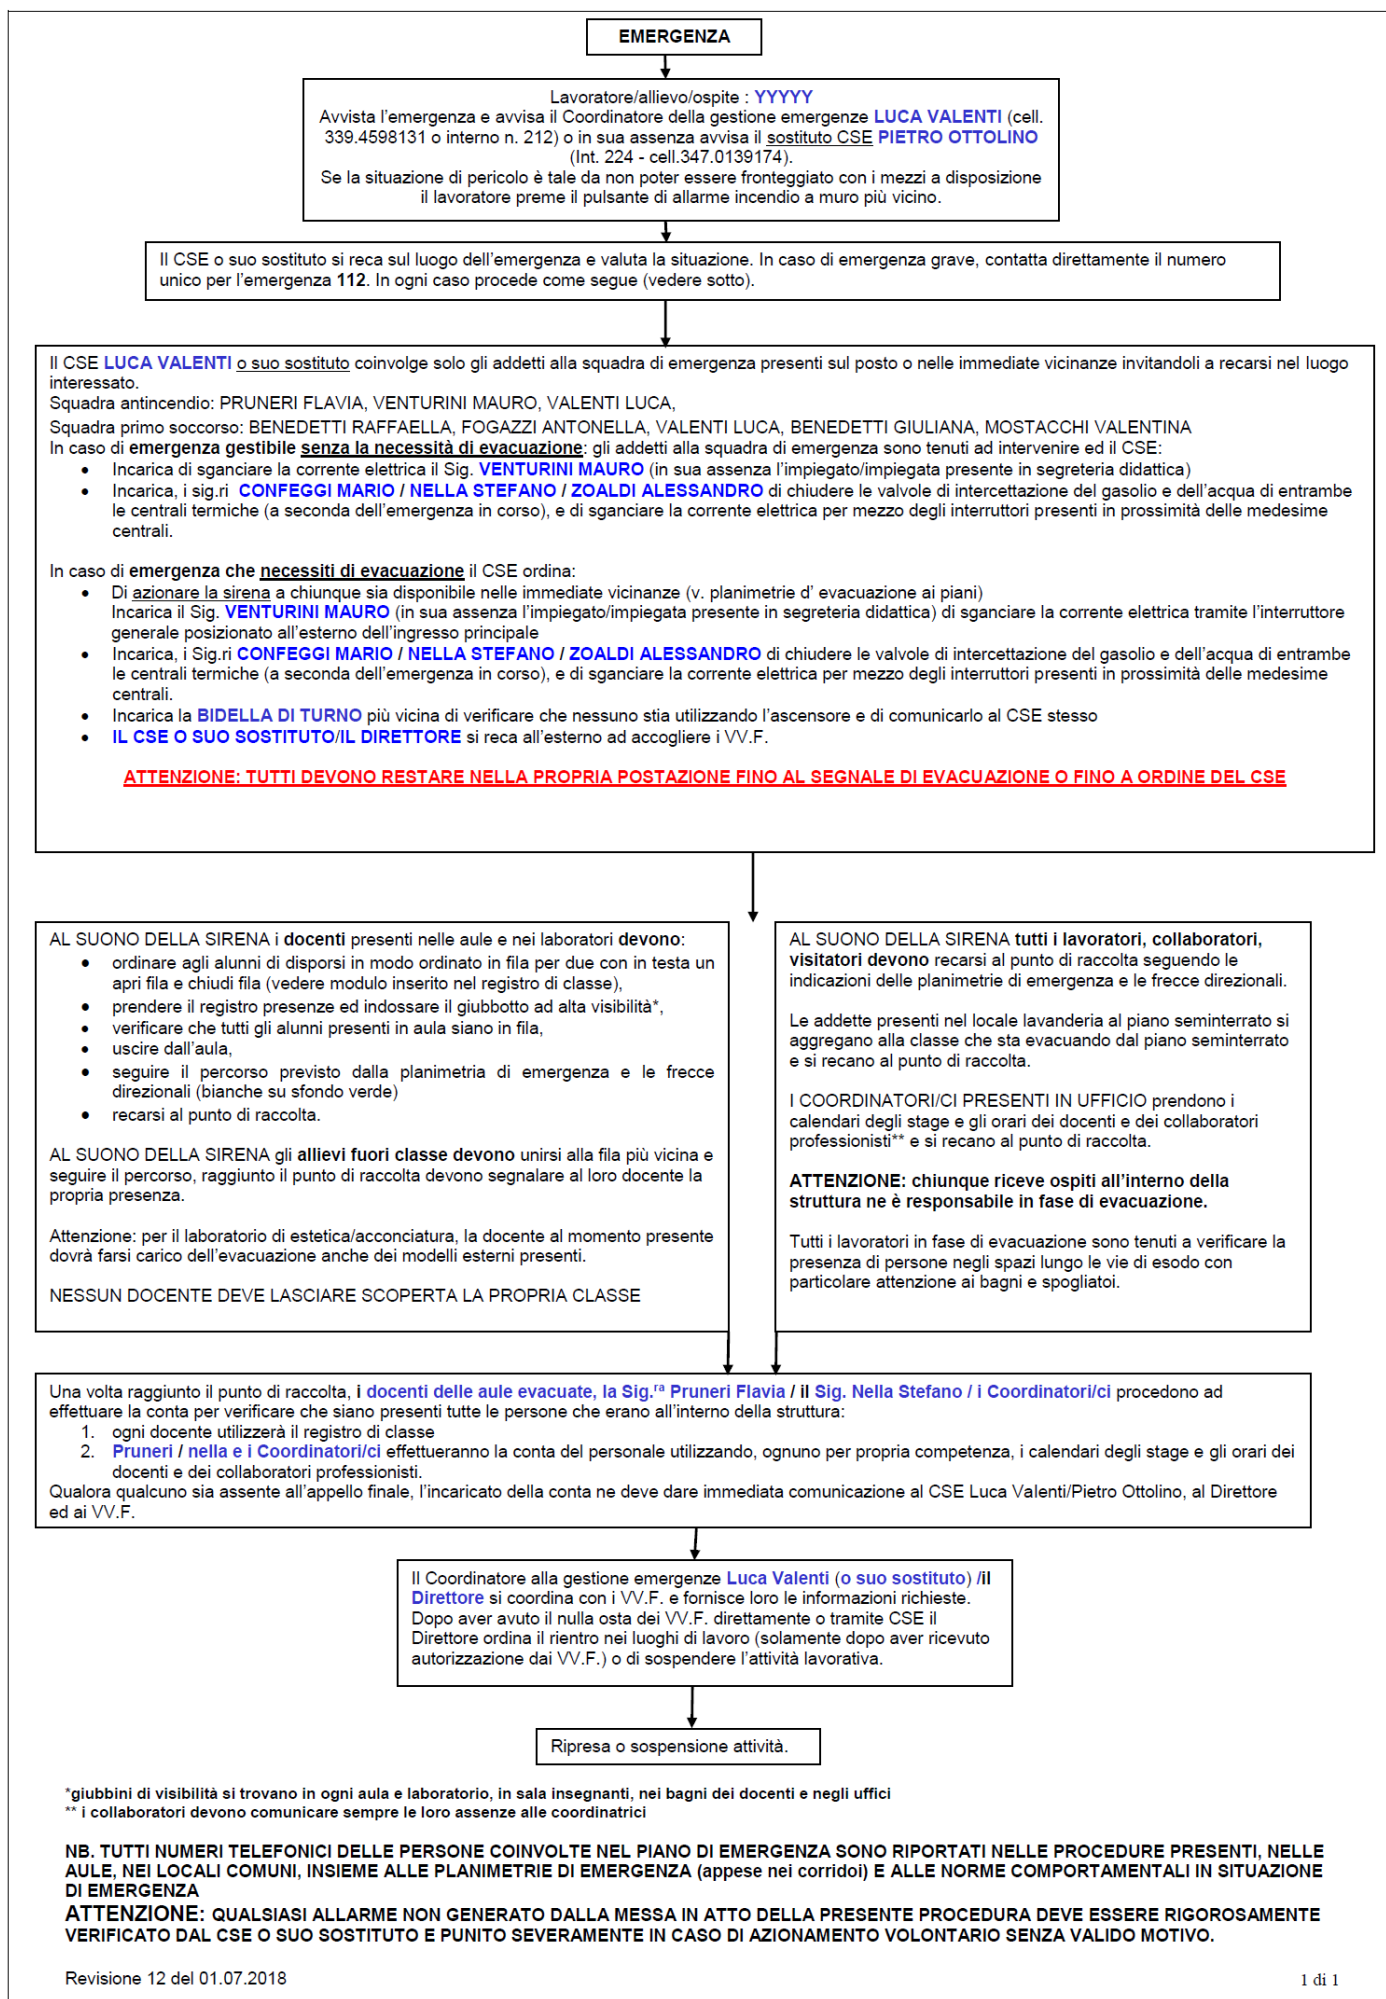 EMERGENZA
Lavoratore/allievo/ospite : YYYYY
Avvista l'emergenza e avvisa il Coordinatore della gestione emergenze LUCA VALENTI (cell.
339.4598131 o interno n. 212) o in sua assenza avvisa il sostituto CSE PIETRO OTTOLINO
(Int. 224 - cell.347.0139174).
Se la situazione di pericolo è tale da non poter essere fronteggiato con i mezzi a disposizione
il lavoratore preme il pulsante di allarme incendio a muro più vicino.
Il CSE o suo sostituto si reca sul luogo dell'emergenza e valuta la situazione. In caso di emergenza grave, contatta direttamente il numero
unico per l'emergenza 112. In ogni caso procede come segue (vedere sotto).
Il CSE LUCA VALENTI o suo sostituto coinvolge solo gli addetti alla squadra di emergenza presenti sul posto o nelle immediate vicinanze invitandoli a recarsi nel luogo
interessato.
Squadra antincendio: PRUNERI FLAVIA, VENTURINI MAURO, VALENTI LUCA,
Squadra primo soccorso: BENEDETTI RAFFAELLA, FOGAZZI ANTONELLA, VALENTI LUCA, BENEDETTI GIULIANA, MOSTACCHI VALENTINA
In caso di emergenza gestibile senza la necessità di evacuazione: gli addetti alla squadra di emergenza sono tenuti ad intervenire ed il CSE:
• Incarica di sganciare la corrente elettrica il Sig. VENTURINI MAURO (in sua assenza l'impiegato/impiegata presente in segreteria didattica)
• Incarica, i sig.ri CONFEGGI MARIO / NELLA STEFANO / ZOALDI ALESSANDRO di chiudere le valvole di intercettazione del gasolio e dell'acqua di entrambe
le centrali termiche (a seconda dell'emergenza in corso), e di sganciare la corrente elettrica per mezzo degli interruttori presenti in prossimità delle medesime
centrali.
In caso di emergenza che necessiti di evacuazione il CSE ordina:
• Di azionare la sirena a chiunque sia disponibile nelle immediate vicinanze (v. planimetrie d' evacuazione ai piani)
Incarica il Sig. VENTURINI MAURO (in sua assenza l'impiegato/impiegata presente in segreteria didattica) di sganciare la corrente elettrica tramite l'interruttore
generale posizionato all'esterno dell'ingresso principale
• Incarica, i Sig.ri CONFEGGI MARIO / NELLA STEFANO / ZOALDI ALESSANDRO di chiudere le valvole di intercettazione del gasolio e dell'acqua di entrambe
le centrali termiche (a seconda dell'emergenza in corso), e di sganciare la corrente elettrica per mezzo degli interruttori presenti in prossimità delle medesime
centrali.
• Incarica la BIDELLA DI TURNO più vicina di verificare che nessuno stia utilizzando l'ascensore e di comunicarlo al CSE stesso
• IL CSE O SUO SOSTITUTO/IL DIRETTORE si reca all'esterno ad accogliere i VV.F.
ATTENZIONE: TUTTI DEVONO RESTARE NELLA PROPRIA POSTAZIONE FINO AL SEGNALE DI EVACUAZIONE O FINO A ORDINE DEL CSE
AL SUONO DELLA SIRENA i docenti presenti nelle aule e nei laboratori devono:
• ordinare agli alunni di disporsi in modo ordinato in fila per due con in testa un
apri fila e chiudi fila (vedere modulo inserito nel registro di classe),
• prendere il registro presenze ed indossare il giubbotto ad alta visibilità*,
• verificare che tutti gli alunni presenti in aula siano in fila,
• uscire dall'aula,
• seguire il percorso previsto dalla planimetria di emergenza e le frecce
direzionali (bianche su sfondo verde)
• recarsi al punto di raccolta.
AL SUONO DELLA SIRENA gli allievi fuori classe devono unirsi alla fila più vicina e
seguire il percorso, raggiunto il punto di raccolta devono segnalare al loro docente la
propria presenza.
Attenzione: per il laboratorio di estetica/acconciatura, la docente al momento presente
dovrà farsi carico dell'evacuazione anche dei modelli esterni presenti.
NESSUN DOCENTE DEVE LASCIARE SCOPERTA LA PROPRIA CLASSE
AL SUONO DELLA SIRENA tutti i lavoratori, collaboratori,
visitatori devono recarsi al punto di raccolta seguendo le
indicazioni delle planimetrie di emergenza e le frecce direzionali.
Le addette presenti nel locale lavanderia al piano seminterrato si
aggregano alla classe che sta evacuando dal piano seminterrato
e si recano al punto di raccolta.
I COORDINATORI/CI PRESENTI IN UFFICIO prendono i
calendari degli stage e gli orari dei docenti e dei collaboratori
professionisti** e si recano al punto di raccolta.
ATTENZIONE: chiunque riceve ospiti all'interno della
struttura ne è responsabile in fase di evacuazione.
Tutti i lavoratori in fase di evacuazione sono tenuti a verificare la
presenza di persone negli spazi lungo le vie di esodo con
particolare attenzione ai bagni e spogliatoi.
Una volta raggiunto il punto di raccolta, i docenti delle aule evacuate, la Sig.ra Pruneri Flavia / il Sig. Nella Stefano / i Coordinatori/ci procedono ad
effettuare la conta per verificare che siano presenti tutte le persone che erano all'interno della struttura:
1. ogni docente utilizzerà il registro di classe
2. Pruneri / nella e i Coordinatori/ci effettueranno la conta del personale utilizzando, ognuno per propria competenza, i calendari degli stage e gli orari dei
docenti e dei collaboratori professionisti.
Qualora qualcuno sia assente all'appello finale, l'incaricato della conta ne deve dare immediata comunicazione al CSE Luca Valenti/Pietro Ottolino, al Direttore
ed ai VV.F.
Il Coordinatore alla gestione emergenze Luca Valenti (o suo sostituto) /il
Direttore si coordina con i VV.F. e fornisce loro le informazioni richieste.
Dopo aver avuto il nulla osta dei VV.F. direttamente o tramite CSE il
Direttore ordina il rientro nei luoghi di lavoro (solamente dopo aver ricevuto
autorizzazione dai VV.F.) o di sospendere l'attività lavorativa.
Ripresa o sospensione attività.
*giubbini di visibilità si trovano in ogni aula e laboratorio, in sala insegnanti, nei bagni dei docenti e negli uffici
** i collaboratori devono comunicare sempre le loro assenze alle coordinatrici
NB. TUTTI NUMERI TELEFONICI DELLE PERSONE COINVOLTE NEL PIANO DI EMERGENZA SONO RIPORTATI NELLE PROCEDURE PRESENTI, NELLE
AULE, NEI LOCALI COMUNI, INSIEME ALLE PLANIMETRIE DI EMERGENZA (appese nei corridoi) E ALLE NORME COMPORTAMENTALI IN SITUAZIONE
DI EMERGENZA
ATTENZIONE: QUALSIASI ALLARME NON GENERATO DALLA MESSA IN ATTO DELLA PRESENTE PROCEDURA DEVE ESSERE RIGOROSAMENTE
VERIFICATO DAL CSE O SUO SOSTITUTO E PUNITO SEVERAMENTE IN CASO DI AZIONAMENTO VOLONTARIO SENZA VALIDO MOTIVO.
Revisione 12 del 01.07.2018
1 di 1